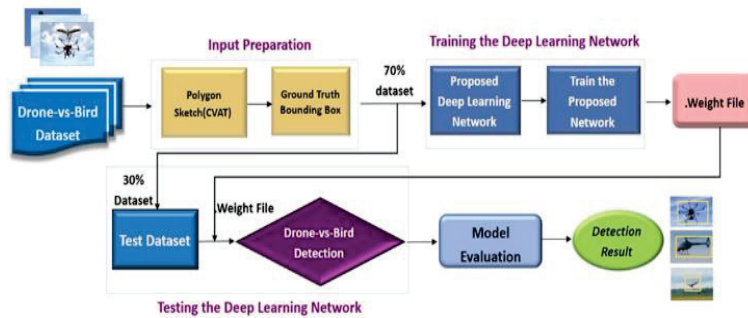 Input Preparation
Training the Deep Learning Network
Drone-vs-Bird
Dataset
Polygon
Sketch(CVAT)
Ground Truth
Bounding Box
70%
dataset
Proposed
Deep Learning
Network
Train the
Proposed
Network
.Weight File
30%
Dataset
.Weight File
Test Dataset
Drone-vs-Bird
Detection
Model
Evaluation
Detection
Result
Testing the Deep Learning Network